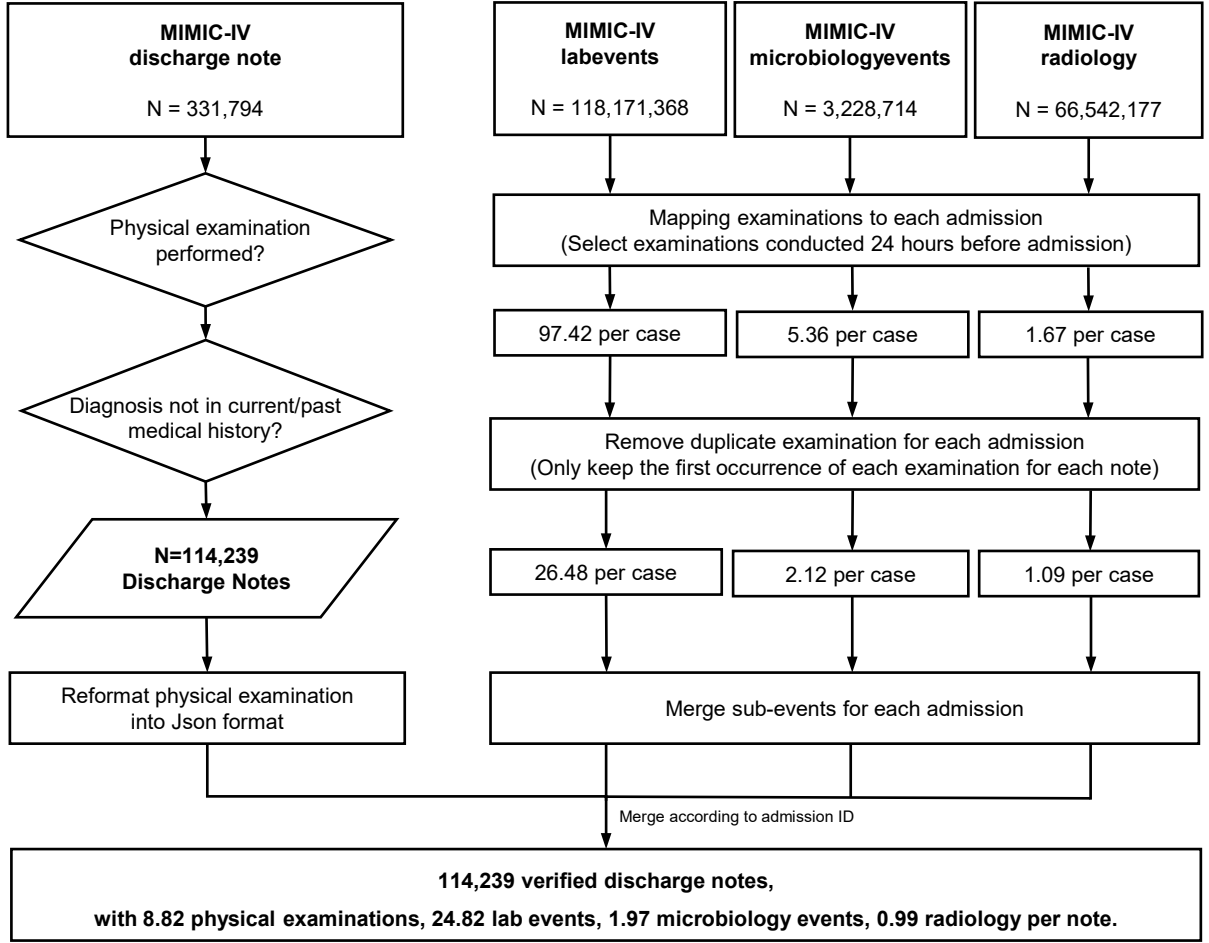 MIMIC-IV
discharge note
N = 331,794
Physical examination
performed?
Diagnosis not in current/past
medical history?
N=114,239
Discharge Notes
Reformat physical examination
into Json format
MIMIC-IV
labevents
N = 118,171,368
MIMIC-IV
microbiologyevents
N = 3,228,714
MIMIC-IV
radiology
N = 66,542,177
Mapping examinations to each admission
(Select examinations conducted 24 hours before admission)
97.42 per case
5.36 per case
1.67 per case
Remove duplicate examination for each admission
(Only keep the first occurrence of each examination for each note)
26.48 per case
2.12 per case
1.09 per case
Merge sub-events for each admission
Merge according to admission ID
114,239 verified discharge notes,
with 8.82 physical examinations, 24.82 lab events, 1.97 microbiology events, 0.99 radiology per note.